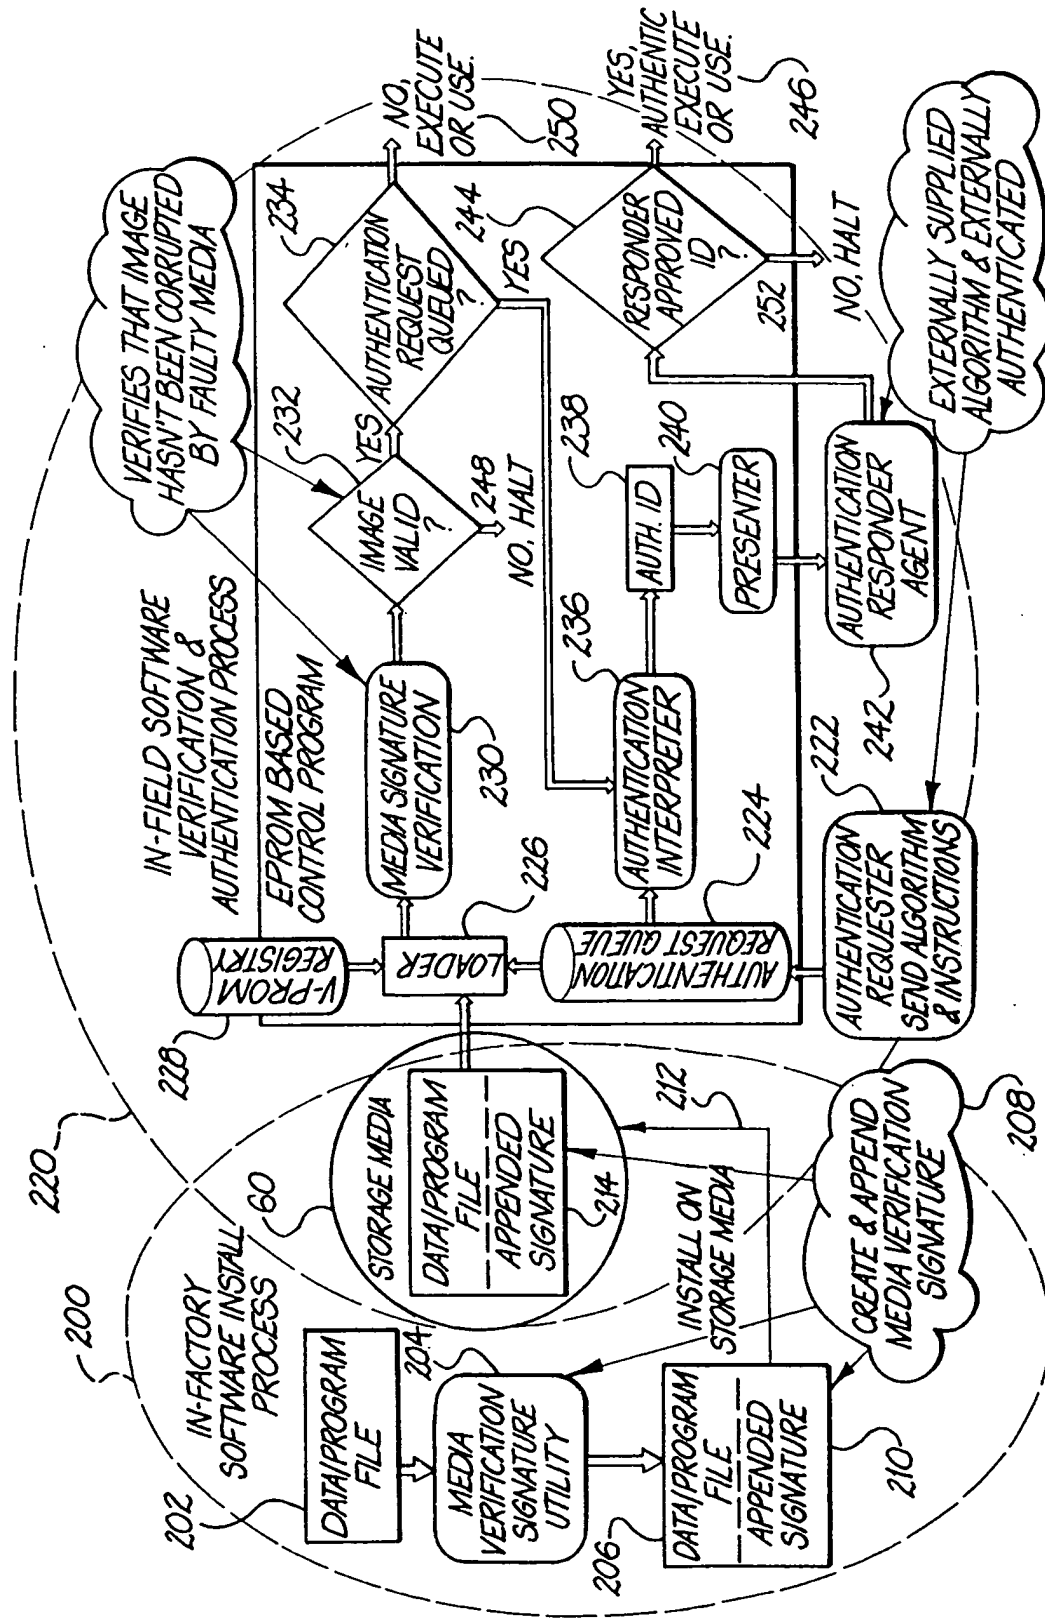 200
IN-FACTORY
SOFTWARE INSTALL
PROCESS
202
DATA/PROGRAM
FILE
204
MEDIA
VERIFICATION
SIGNATURE
UTILITY
206
DATA/PROGRAM
FILE
APPENDED
SIGNATURE
210
INSTALL ON
STORAGE MEDIA
212
CREATE & APPEND
MEDIA VERIFICATION
SIGNATURE
208
60
STORAGE MEDIA
DATA/PROGRAM
FILE
APPENDED
SIGNATURE
214
220
IN-FIELD SOFTWARE
VERIFICATION &
AUTHENTICATION PROCESS
228
V-PROM
REGISTRY
EPROM BASED
CONTROL PROGRAM
LOADER
226
AUTHENTICATION
REQUEST QUEUE
224
AUTHENTICATION
REQUESTER
SEND ALGORITHM
& INSTRUCTIONS
222
MEDIA SIGNATURE
VERIFICATION
230
VERIFIES THAT IMAGE
HASN'T BEEN CORRUPTED
BY FAULTY MEDIA
IMAGE
VALID
?
232
YES
248
NO, HALT
234
AUTHENTICATION
REQUEST
QUEUED
?
YES
NO,
EXECUTE
OR USE.
250
AUTHENTICATION
INTERPRETER
236
AUTH. ID
238
PRESENTER
240
AUTHENTICATION
RESPONDER
AGENT
242
244
RESPONDER
APPROVED
ID
?
252
NO, HALT
YES,
AUTHENTIC
EXECUTE
OR USE.
246
EXTERNALLY SUPPLIED
ALGORITHM & EXTERNALLY
AUTHENTICATED